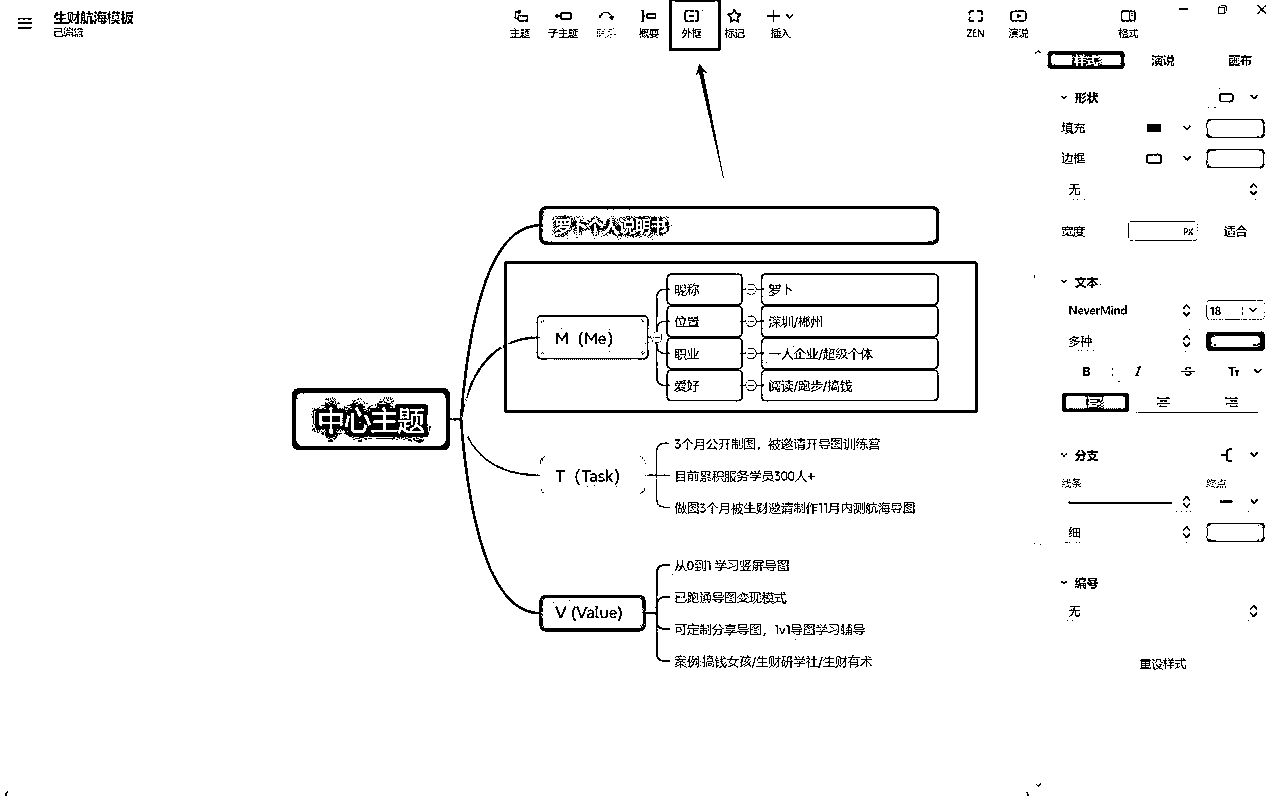 生财航海模板
已编辑
主题
子主题
联系
概要
外框
标记
插入
ZEN
演说
格式
样式
演说
画布
形状
填充
边框
无
宽度
px
适合
文本
NeverMind
18
多种
B
I
S
Tт
分支
线条
终点
细
编号
无
重设样式
萝卜个人说明书
M (Me)
昵称
萝卜
位置
深圳/郴州
职业
一人企业/超级个体
爱好
阅读/跑步/搞钱
中心主题
T (Task)
3个月公开制图，被邀请开导图训练营
目前累积服务学员300人+
做图3个月被生财邀请制作11月内测航海导图
V (Value)
从0到1 学习竖屏导图
已跑通导图变现模式
可定制分享导图，1v1导图学习辅导
案例:搞钱女孩/生财研学社/生财有术